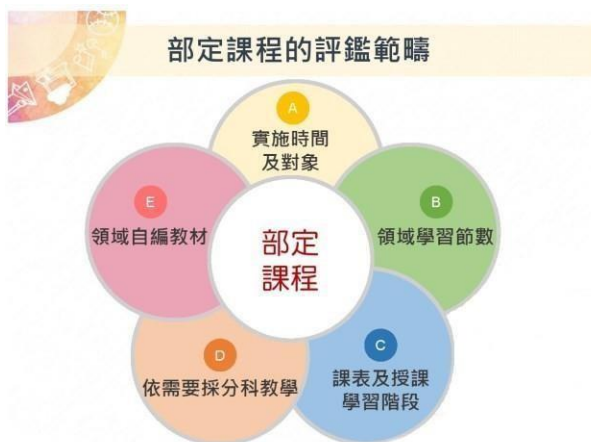 部定課程的評鑑範疇
A
實施時間
及對象
B
領域學習節數
C
課表及授課
學習階段
D
依需要採分科教學
E
領域自編教材
部定
課程